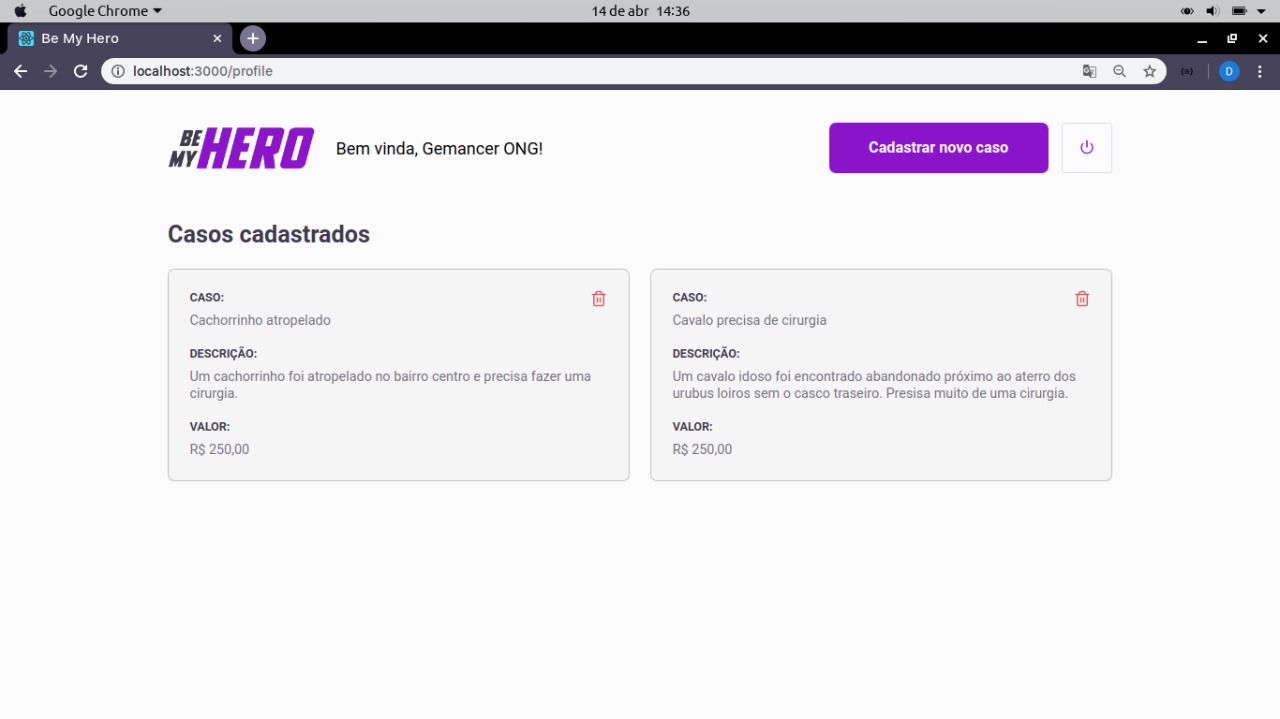 Google Chrome
14 de abr 14:36
Be My Hero
localhost:3000/profile
D
BE MY HERO
Bem vinda, Gemancer ONG!
Cadastrar novo caso
Casos cadastrados
CASO:
Cachorrinho atropelado
DESCRIÇÃO:
Um cachorrinho foi atropelado no bairro centro e precisa fazer uma
cirurgia.
VALOR:
R$ 250,00
CASO:
Cavalo precisa de cirurgia
DESCRIÇÃO:
Um cavalo idoso foi encontrado abandonado próximo ao aterro dos
urubus loiros sem o casco traseiro. Presisa muito de uma cirurgia.
VALOR:
R$ 250,00